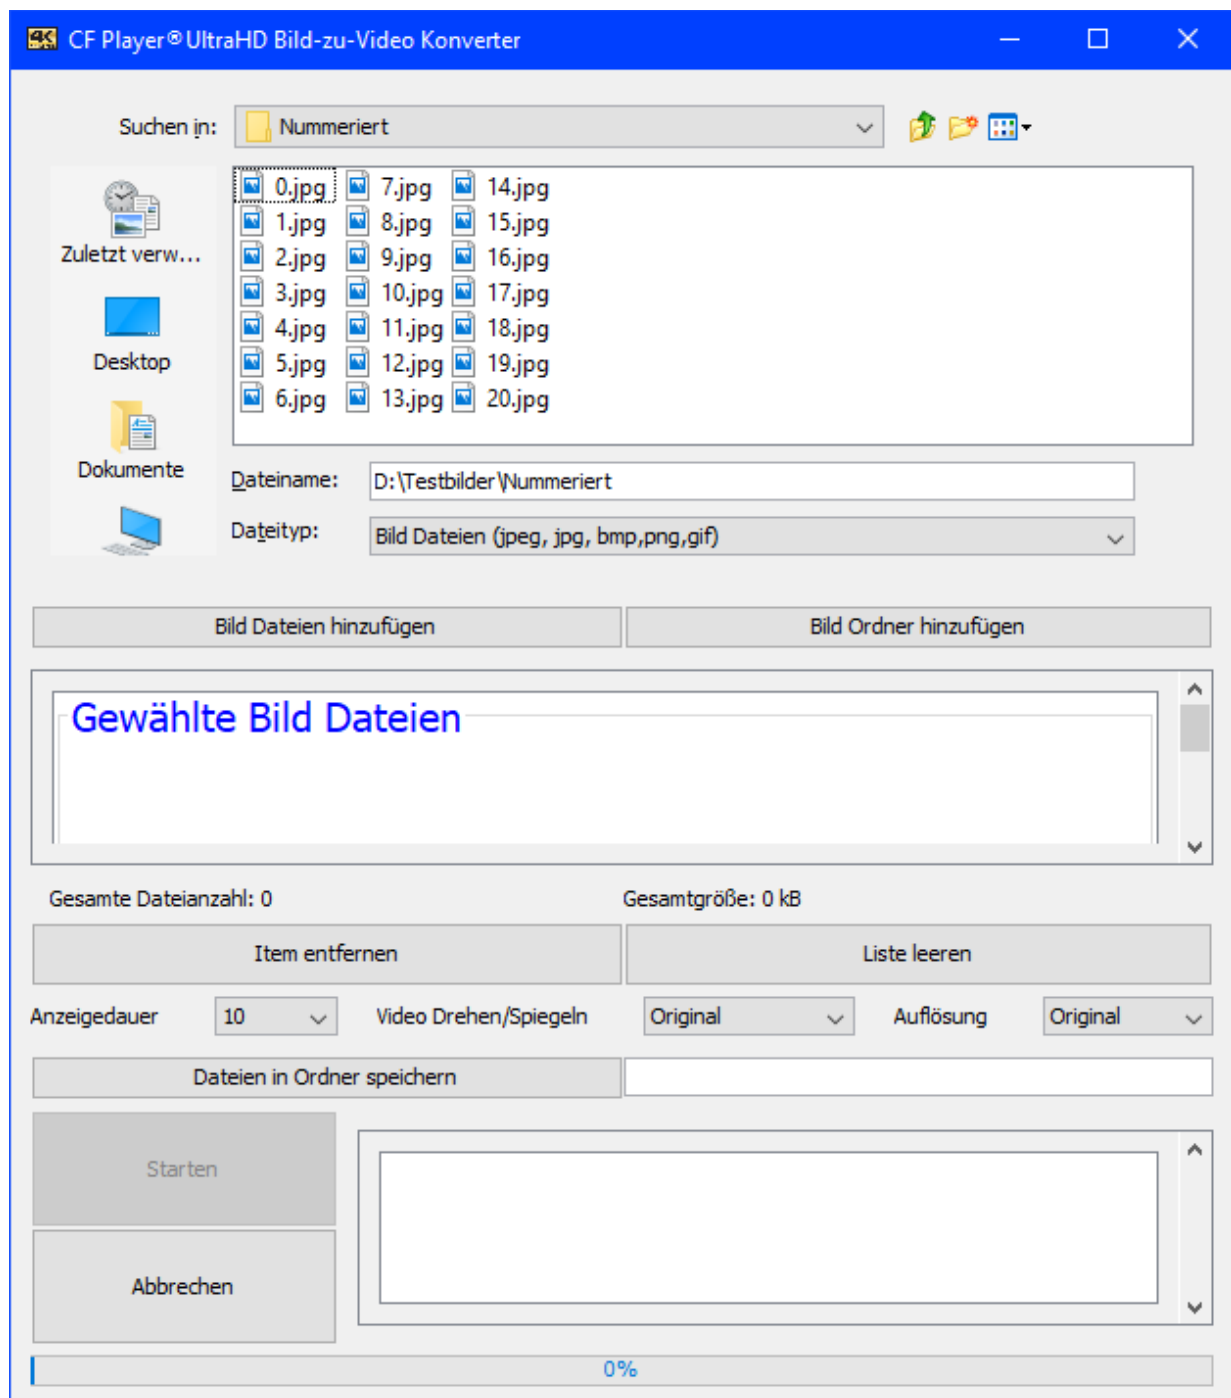 4K CF Player® UltraHD Bild-zu-Video Konverter
Suchen in: Nummeriert
0.jpg 7.jpg 14.jpg
1.jpg 8.jpg 15.jpg
2.jpg 9.jpg 16.jpg
3.jpg 10.jpg 17.jpg
4.jpg 11.jpg 18.jpg
5.jpg 12.jpg 19.jpg
6.jpg 13.jpg 20.jpg
Zuletzt verw...
Desktop
Dokumente
Dateiname: D:\Testbilder\Nummeriert
Dateityp: Bild Dateien (jpeg, jpg, bmp,png,gif)
Bild Dateien hinzufügen Bild Ordner hinzufügen
Gewählte Bild Dateien
Gesamte Dateianzahl: 0 Gesamtgröße: 0 kB
Item entfernen Liste leeren
Anzeigedauer 10 Video Drehen/Spiegeln Original Auflösung Original
Dateien in Ordner speichern
Starten
Abbrechen
0%